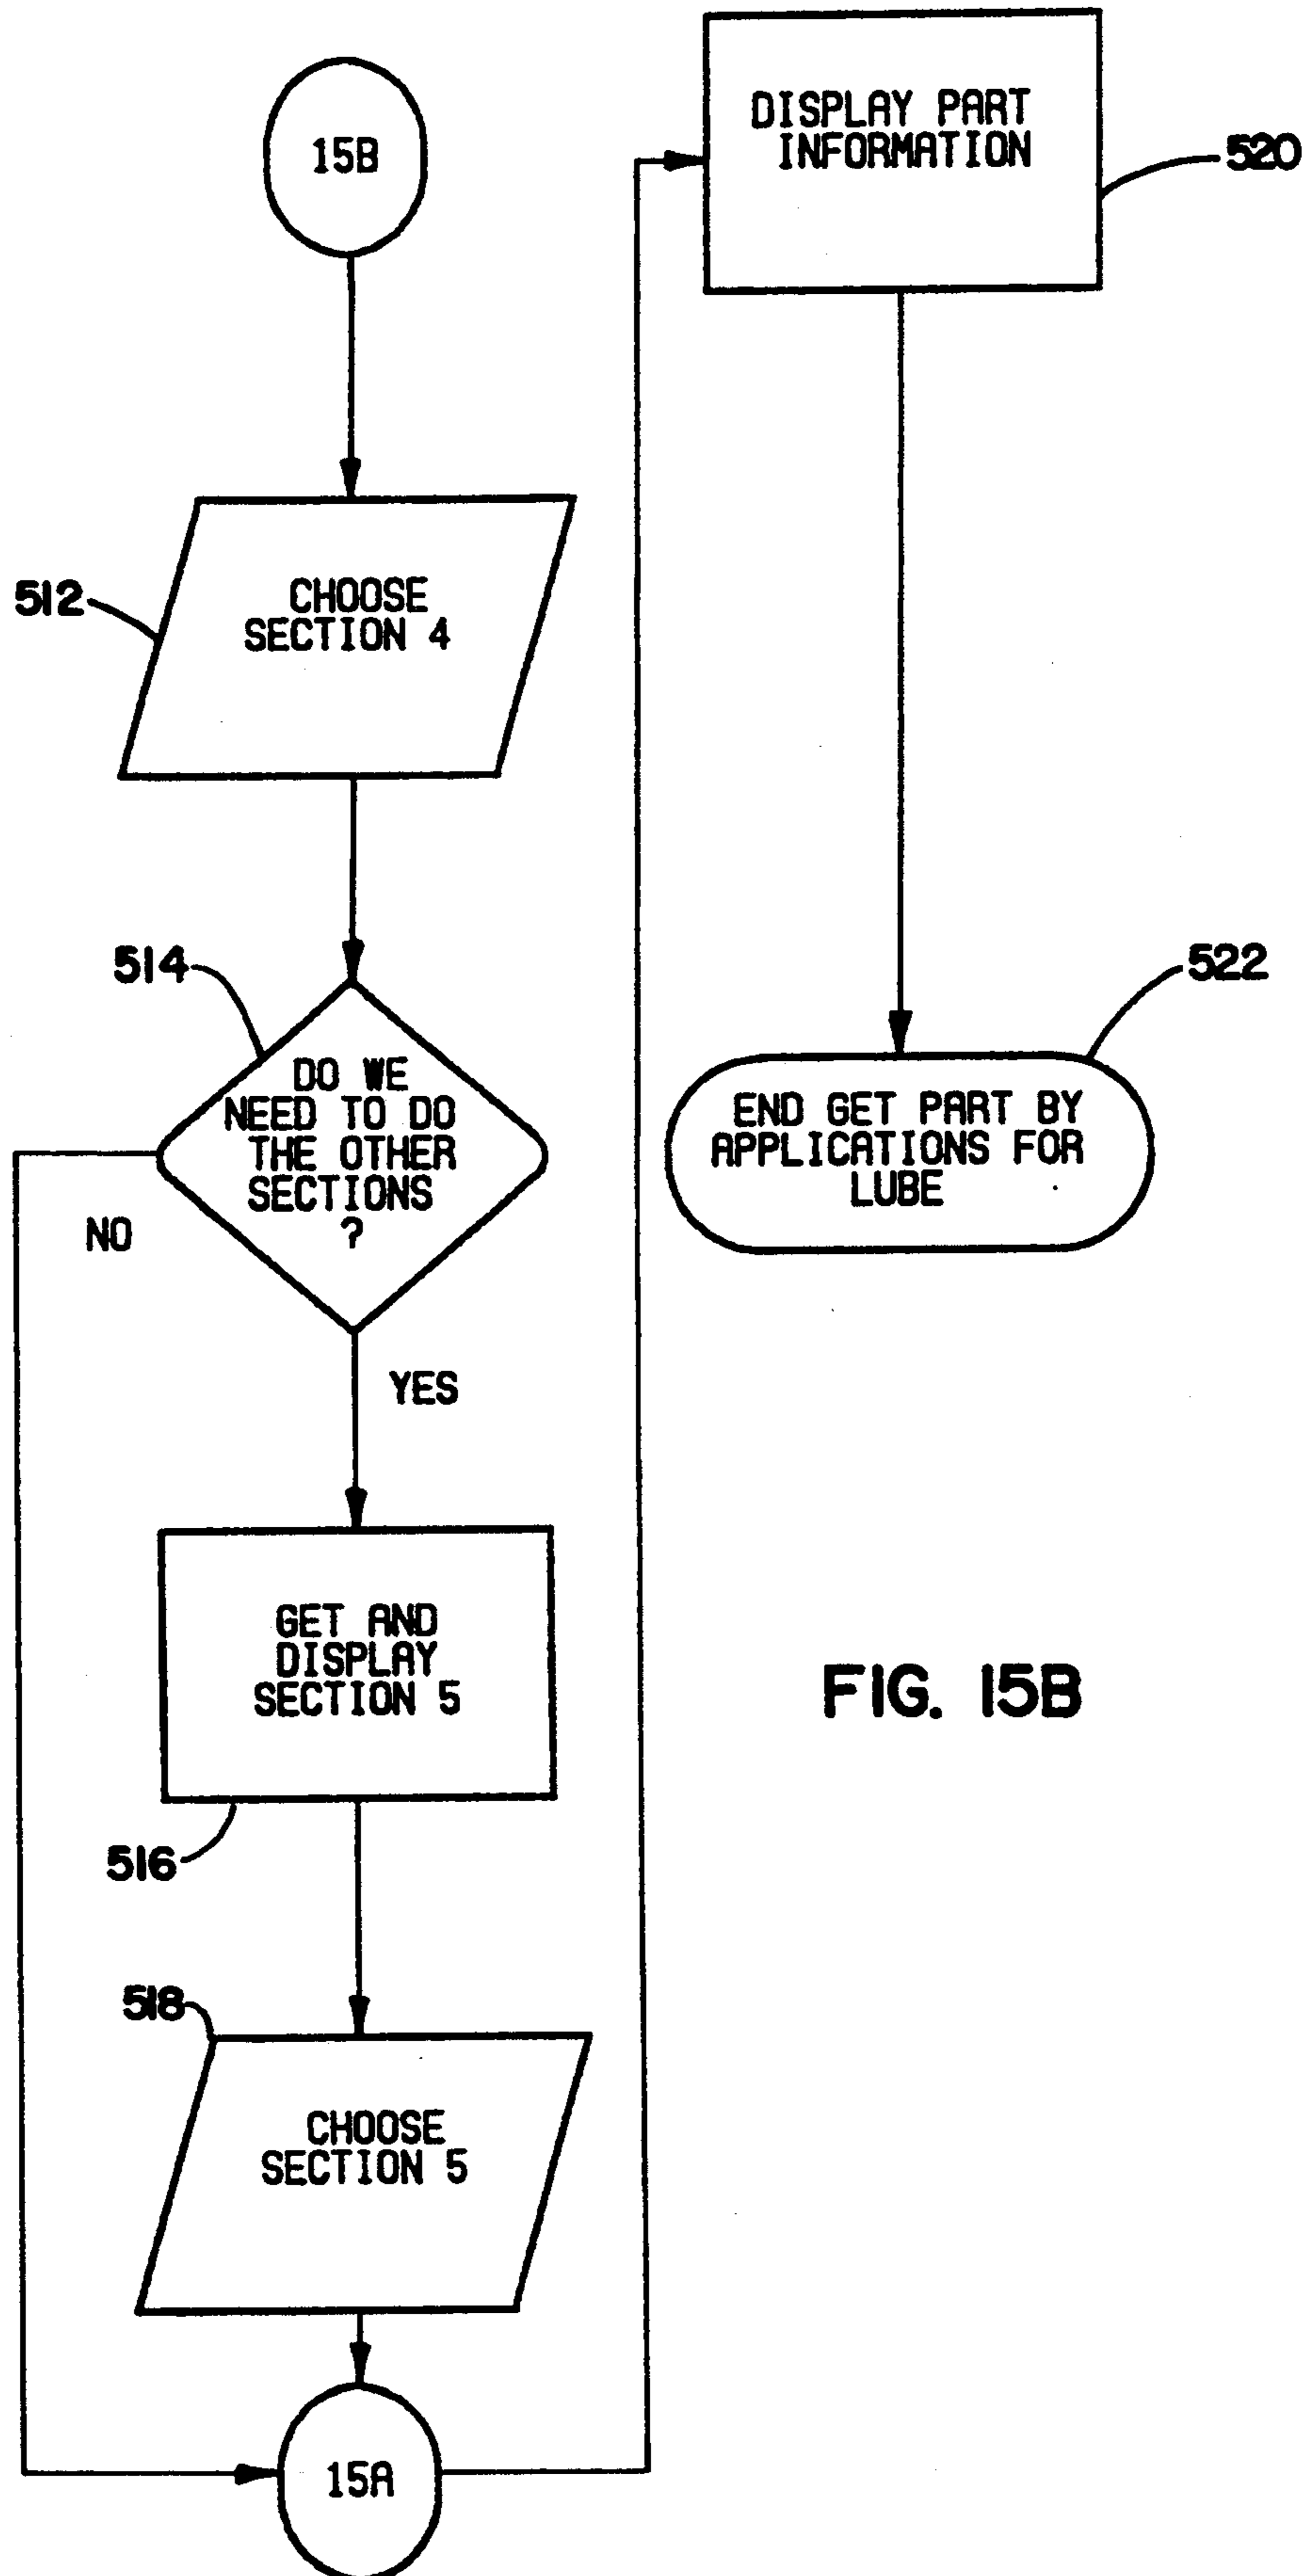 15B
512
CHOOSE
SECTION 4
514
DO WE
NEED TO DO
THE OTHER
SECTIONS
?
NO
YES
GET AND
DISPLAY
SECTION 5
516
518
CHOOSE
SECTION 5
15A
DISPLAY PART
INFORMATION
520
522
END GET PART BY
APPLICATIONS FOR
LUBE
FIG. 15B